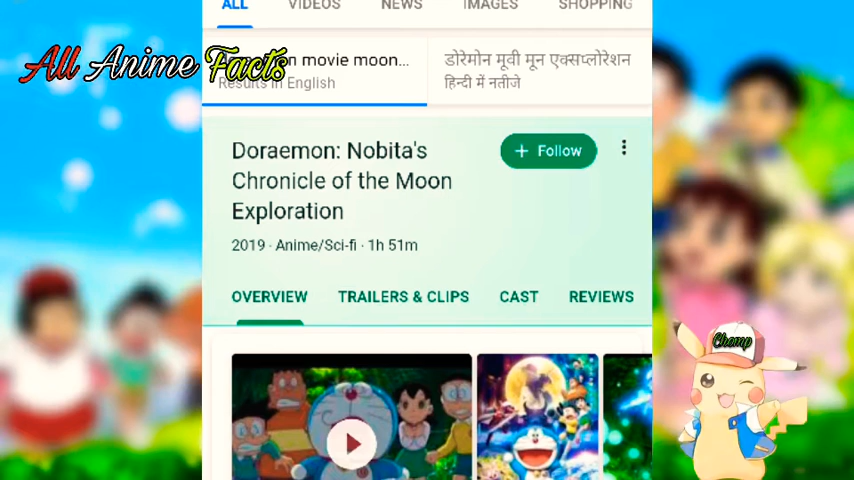 ALL VIDEOS NEWS IMAGES SHOPPING
All Anime Facts
n movie moon...
Results in English
डोरेमोन मूवी मून एक्सप्लोरेशन
हिन्दी में नतीजे
Doraemon: Nobita's
Chronicle of the Moon
Exploration
+ Follow
2019 · Anime/Sci-fi · 1h 51m
OVERVIEW TRAILERS & CLIPS CAST REVIEWS
Chomp